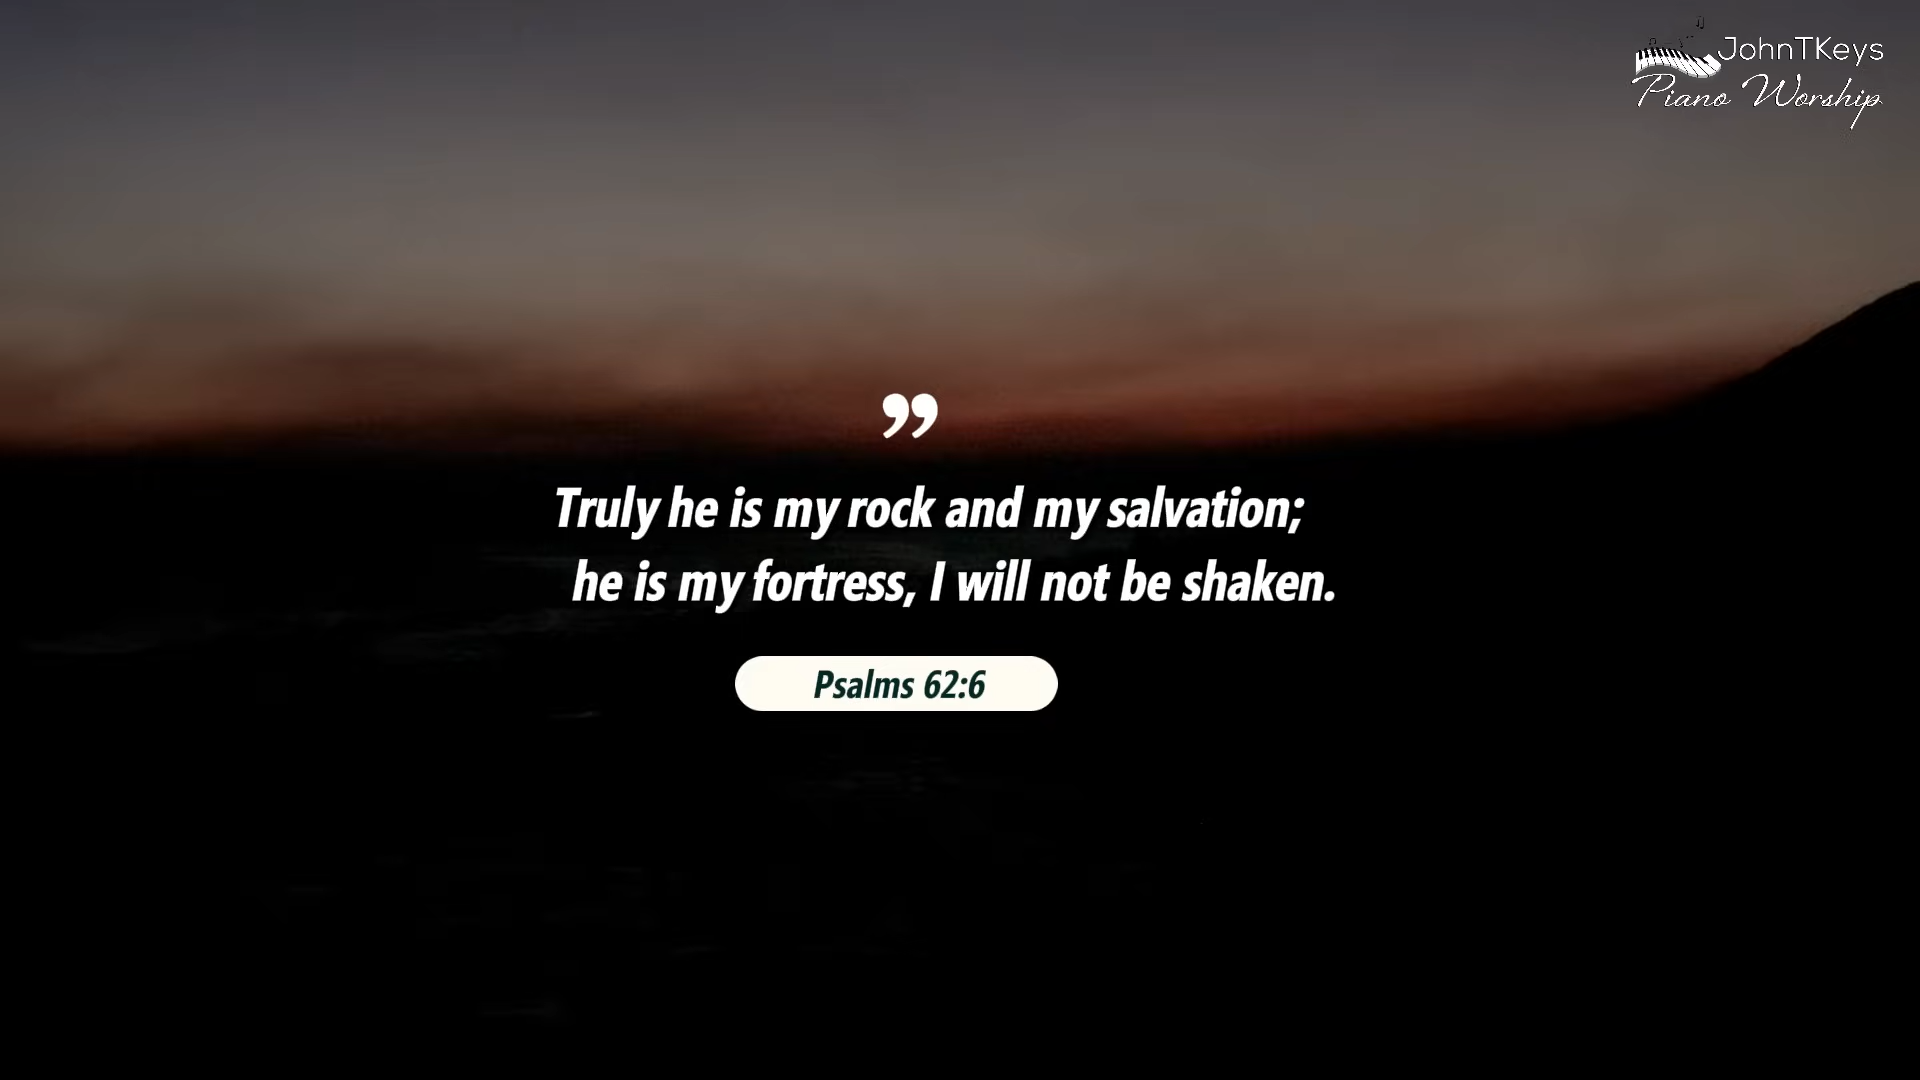 JohnTKeys
Piano Worship
”
Truly he is my rock and my salvation;
he is my fortress, I will not be shaken.
Psalms 62:6